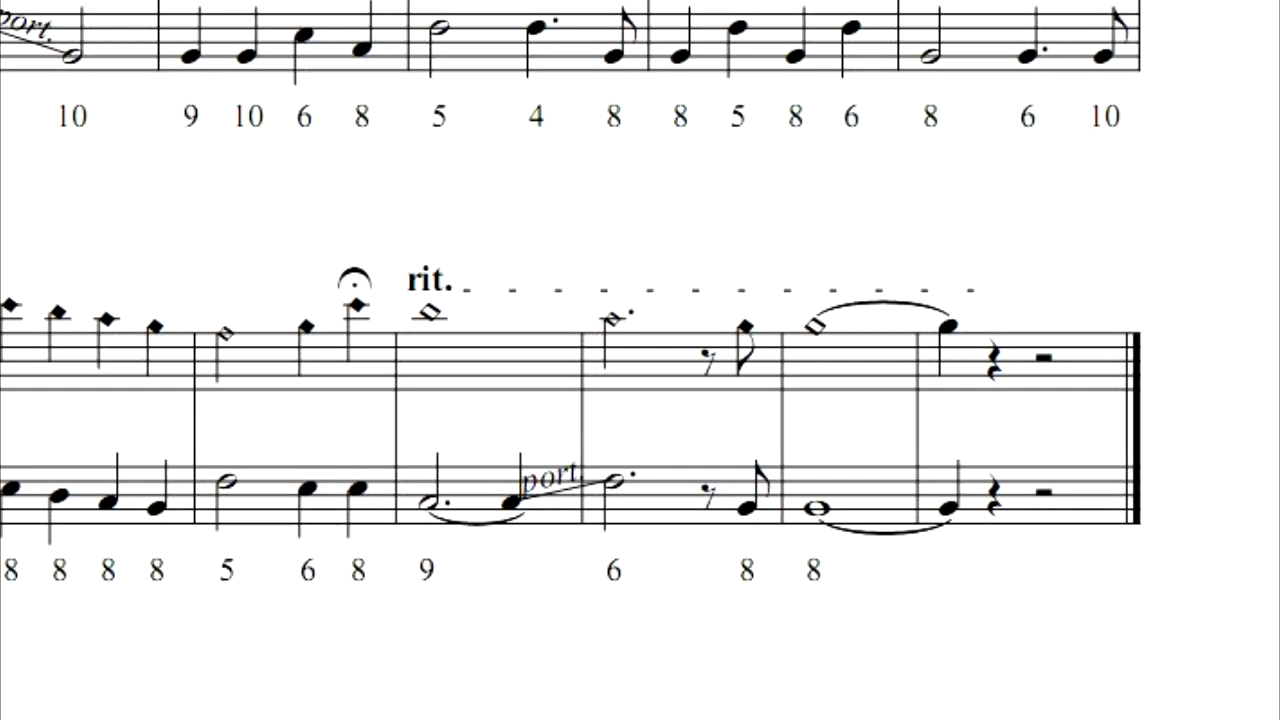 port.
10 9 10 6 8 5 4 8 8 5 8 6 8 6 10
rit. - - - - - - - - - - - -
port.
8 8 8 8 5 6 8 9 6 8 8